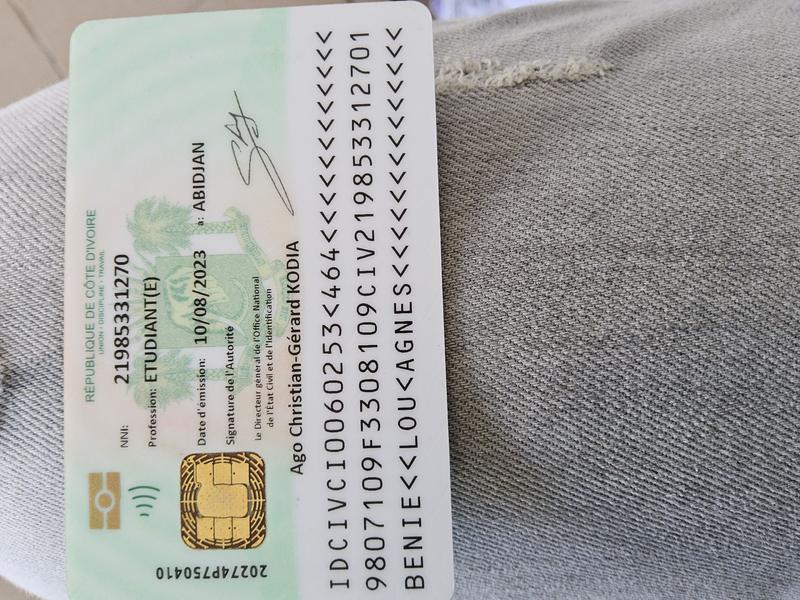 RÉPUBLIQUE DE CÔTE D'IVOIRE
UNION - DISCIPLINE - TRAVAIL
NNI: 21985331270
Profession: ETUDIANT(E)
Date d'émission: 10/08/2023 à: ABIDJAN
Signature de l'Autorité
Le Directeur général de l'Office National
de l'Etat Civil et de l'Identification
Ago Christian-Gérard KODIA
20274P750410
IDCIVCI0060253<464<<<<<<<<<<<<
9807109F3308109CIV219853312701
BENIE<<LOU<AGNES<<<<<<<<<<<<<<